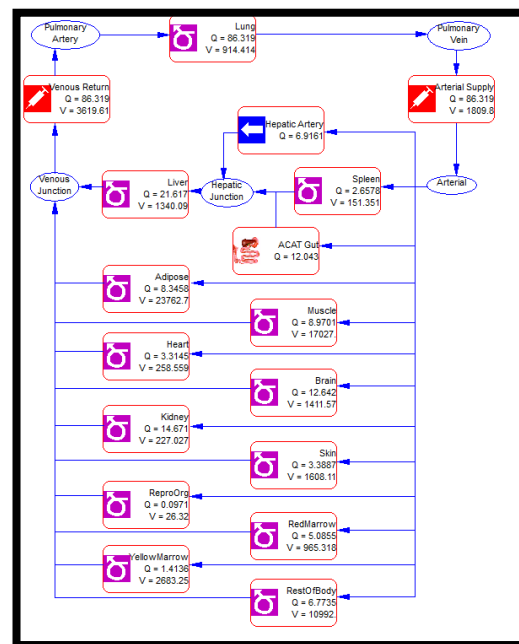 Pulmonary
Artery
Lung
Q = 86.319
V = 914.414
Pulmonary
Vein
Venous Return
Q = 86.319
V = 3619.61
Arterial Supply
Q = 86.319
V = 1809.8
Hepatic Artery
Q = 6.9161
Venous
Junction
Liver
Q = 21.617
V = 1340.09
Hepatic
Junction
Spleen
Q = 2.6578
V = 151.351
Arterial
ACAT Gut
Q = 12.043
Adipose
Q = 8.3458
V = 23762.7
Muscle
Q = 8.9701
V = 17027.
Heart
Q = 3.3145
V = 258.559
Brain
Q = 12.642
V = 1411.57
Kidney
Q = 14.671
V = 227.027
Skin
Q = 3.3887
V = 1608.11
ReproOrg
Q = 0.0971
V = 26.32
RedMarrow
Q = 5.0855
V = 965.318
YellowMarrow
Q = 1.4136
V = 2683.25
RestOfBody
Q = 6.7735
V = 10992.